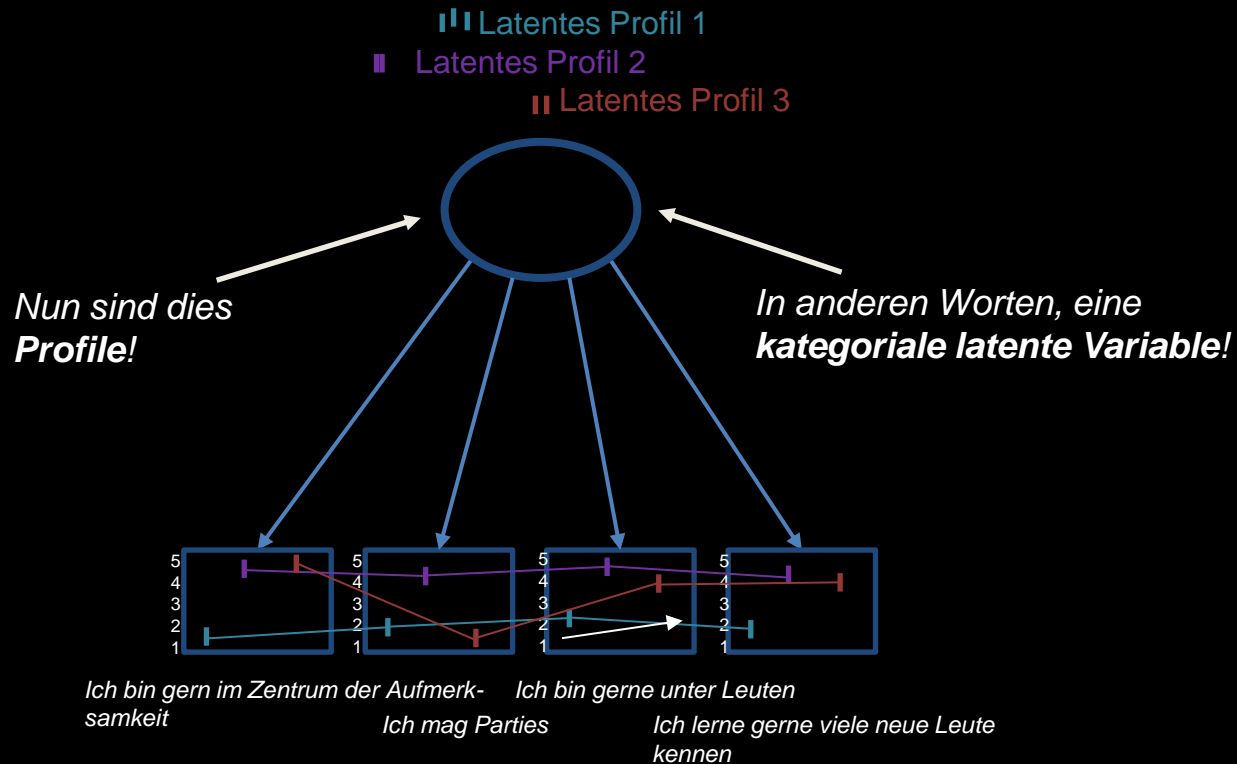 Latentes Profil 1
Latentes Profil 2
Latentes Profil 3
Nun sind dies
Profile!
In anderen Worten, eine
kategoriale latente Variable!
5
4
3
2
1
5
4
3
2
1
5
4
3
2
1
5
4
3
2
1
Ich bin gern im Zentrum der Aufmerk-
samkeit
Ich mag Parties
Ich bin gerne unter Leuten
Ich lerne gerne viele neue Leute
kennen